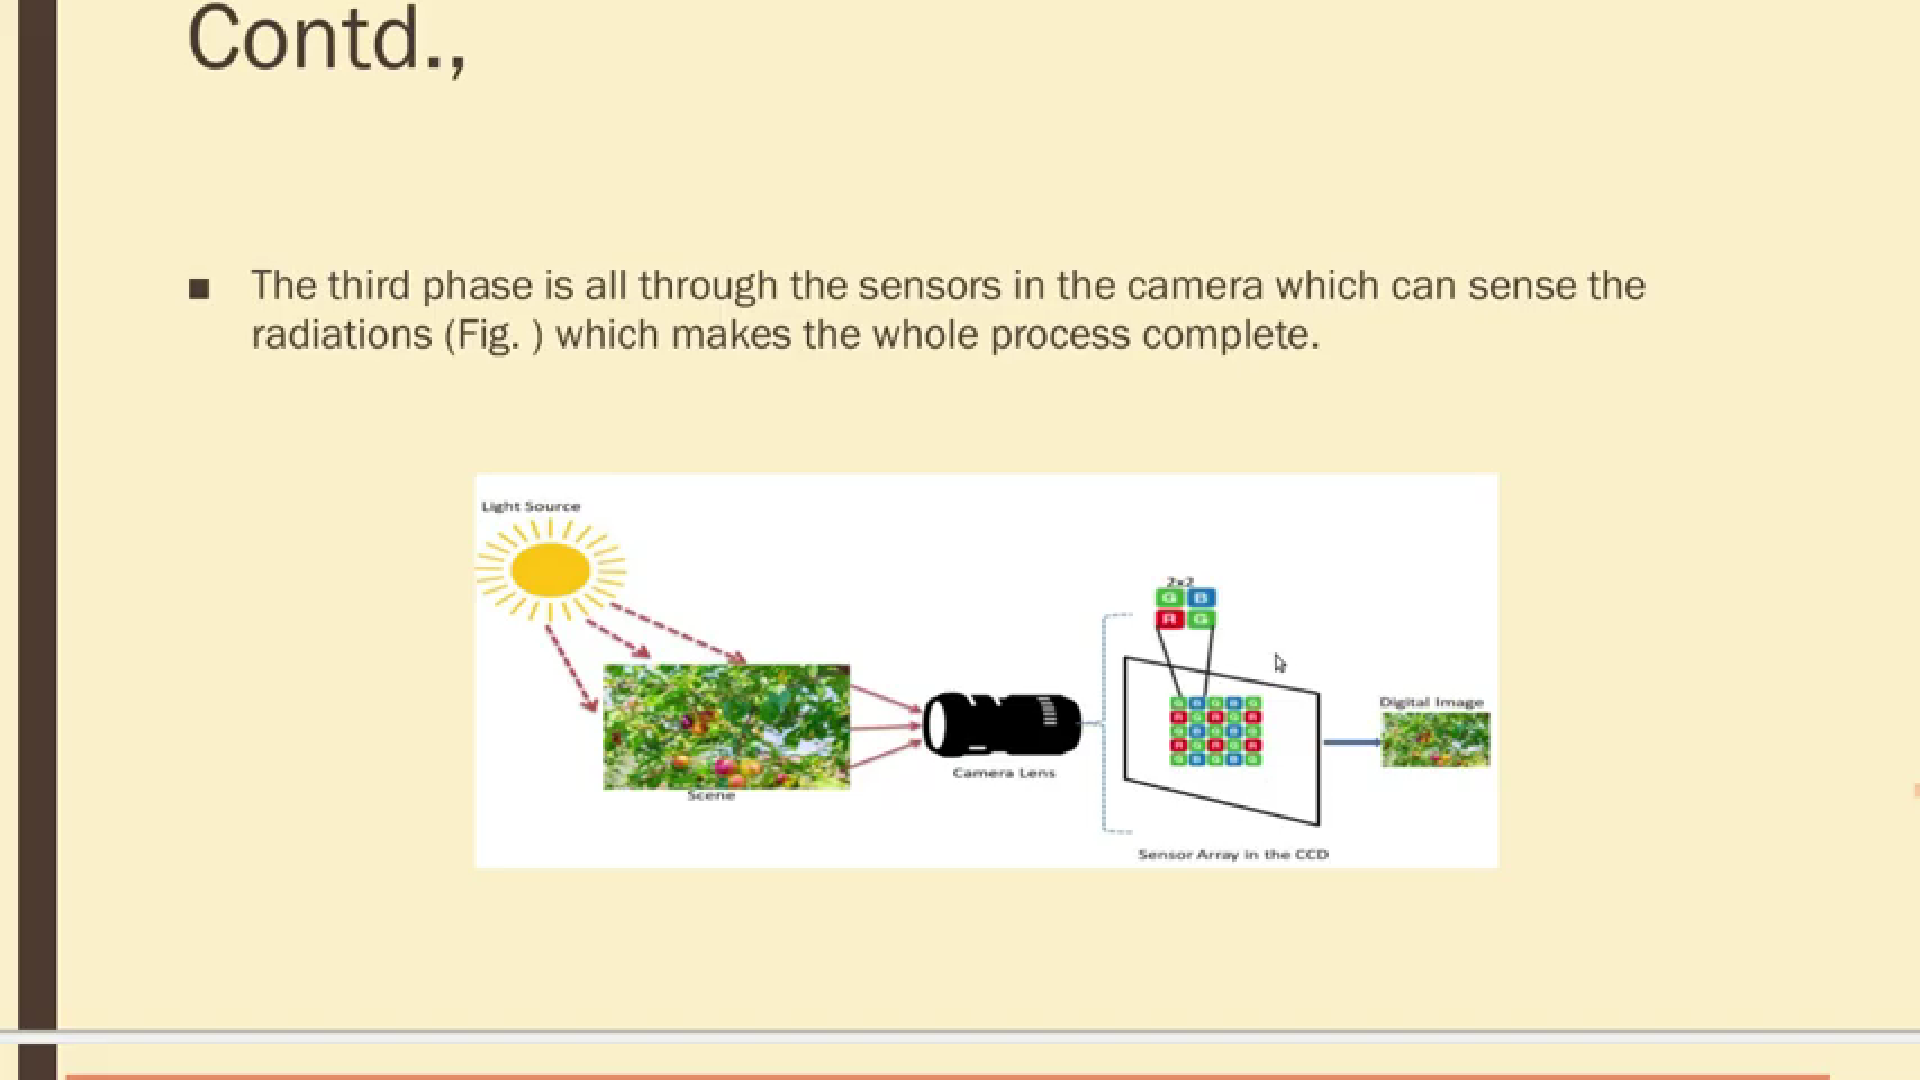 Contd.,
The third phase is all through the sensors in the camera which can sense the
radiations (Fig. ) which makes the whole process complete.
Light Source
2x2
G B
R G
G B G B G
R G R G R
G B G B G
R G R G R
G B G B G
Digital Image
Camera Lens
Scene
Sensor Array in the CCD